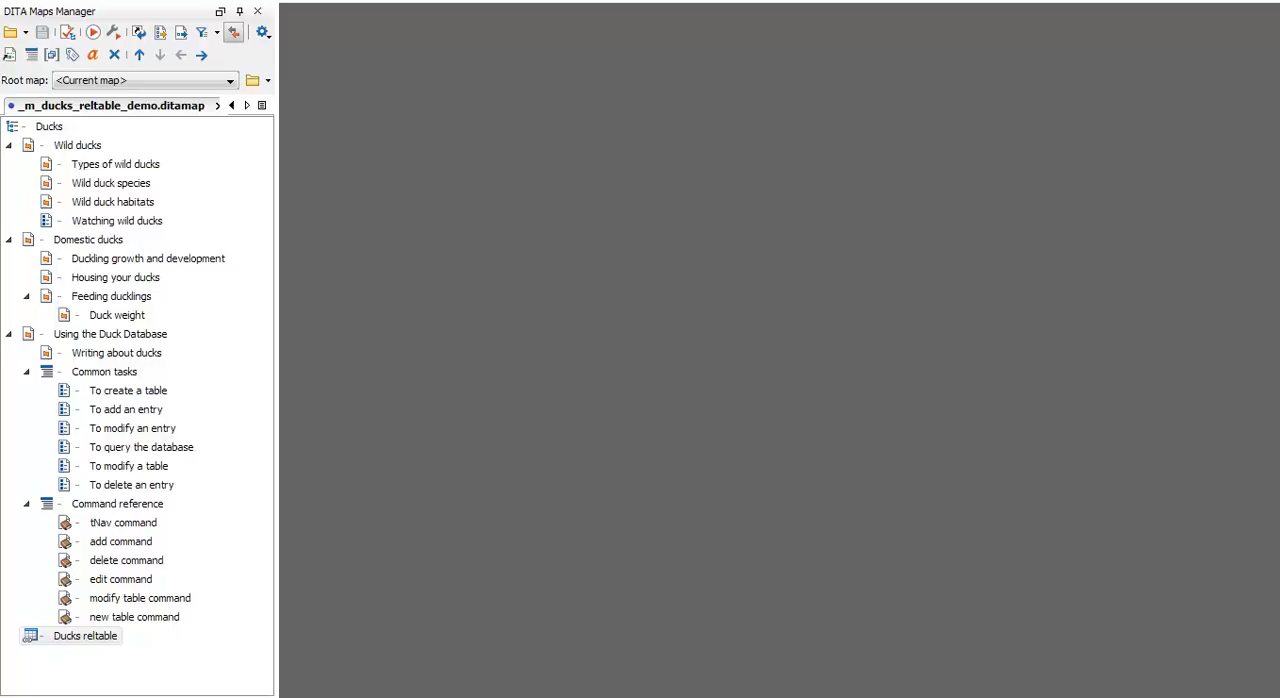 DITA Maps Manager
Root map: <Current map>
_m_ducks_reltable_demo.ditamap
Ducks
Wild ducks
Types of wild ducks
Wild duck species
Wild duck habitats
Watching wild ducks
Domestic ducks
Duckling growth and development
Housing your ducks
Feeding ducklings
Duck weight
Using the Duck Database
Writing about ducks
Common tasks
To create a table
To add an entry
To modify an entry
To query the database
To modify a table
To delete an entry
Command reference
tNav command
add command
delete command
edit command
modify table command
new table command
Ducks reltable